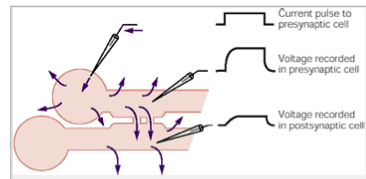 Current pulse to
presynaptic cell
Voltage recorded
in presynaptic cell
Voltage recorded
in postsynaptic cell